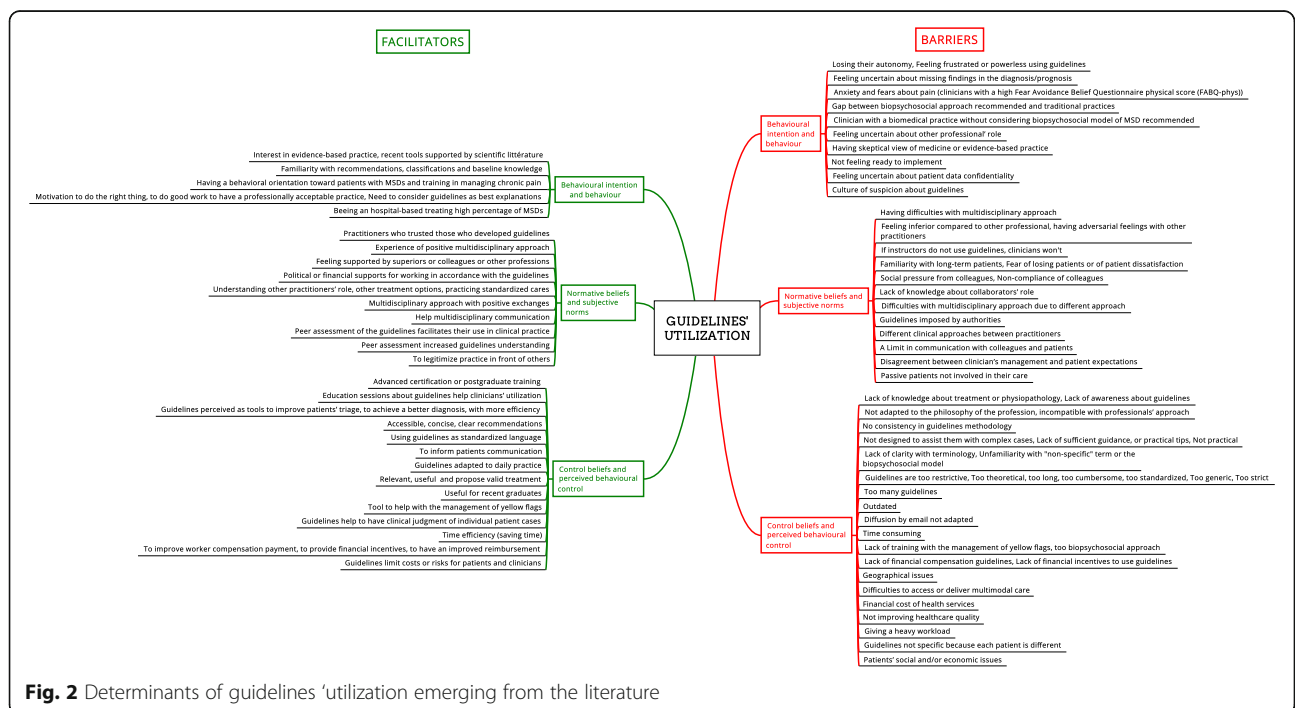 FACILITATORS
Interest in evidence-based practice, recent tools supported by scientific littérature
Familiarity with recommendations, classifications and baseline knowledge
Having a behavioral orientation toward patients with MSDs and training in managing chronic pain
Motivation to do the right thing, to do good work to have a professionally acceptable practice, Need to consider guidelines as best explanations
Beeing an hospital-based treating high percentage of MSDs
Behavioural intention
and behaviour
Practitioners who trusted those who developed guidelines
Experience of positive multidisciplinary approach
Feeling supported by superiors or colleagues or other professions
Political or financial supports for working in accordance with the guidelines
Understanding other practitioners' role, other treatment options, practicing standardized cares
Multidisciplinary approach with positive exchanges
Help multidisciplinary communication
Peer assessment of the guidelines facilitates their use in clinical practice
Peer assessment increased guidelines understanding
To legitimize practice in front of others
Normative beliefs
and subjective
norms
Advanced certification or postgraduate training
Education sessions about guidelines help clinicians' utilization
Guidelines perceived as tools to improve patients' triage, to achieve a better diagnosis, with more efficiency
Accessible, concise, clear recommendations
Using guidelines as standardized language
To inform patients communication
Guidelines adapted to daily practice
Relevant, useful and propose valid treatment
Useful for recent graduates
Tool to help with the management of yellow flags
Guidelines help to have clinical judgment of individual patient cases
Time efficiency (saving time)
To improve worker compensation payment, to provide financial incentives, to have an improved reimbursement
Guidelines limit costs or risks for patients and clinicians
Control beliefs and
perceived behavioural
control
GUIDELINES'
UTILIZATION
BARRIERS
Behavioural
intention and
behaviour
Losing their autonomy, Feeling frustrated or powerless using guidelines
Feeling uncertain about missing findings in the diagnosis/prognosis
Anxiety and fears about pain (clinicians with a high Fear Avoidance Belief Questionnaire physical score (FABQ-phys))
Gap between biopsychosocial approach recommended and traditional practices
Clinician with a biomedical practice without considering biopsychosocial model of MSD recommended
Feeling uncertain about other professional' role
Having skeptical view of medicine or evidence-based practice
Not feeling ready to implement
Feeling uncertain about patient data confidentiality
Culture of suspicion about guidelines
Normative beliefs and
subjective norms
Having difficulties with multidisciplinary approach
Feeling inferior compared to other professional, having adversarial feelings with other
practitioners
If instructors do not use guidelines, clinicians won't
Familiarity with long-term patients, Fear of losing patients or of patient dissatisfaction
Social pressure from colleagues, Non-compliance of colleagues
Lack of knowledge about collaborators' role
Difficulties with multidisciplinary approach due to different approach
Guidelines imposed by authorities
Different clinical approaches between practitioners
A Limit in communication with colleagues and patients
Disagreement between clinician's management and patient expectations
Passive patients not involved in their care
Control beliefs and
perceived behavioural
control
Lack of knowledge about treatment or physiopathology, Lack of awareness about guidelines
Not adapted to the philosophy of the profession, incompatible with professionals' approach
No consistency in guidelines methodology
Not designed to assist them with complex cases, Lack of sufficient guidance, or practical tips, Not practical
Lack of clarity with terminology, Unfamiliarity with "non-specific" term or the
biopsychosocial model
Guidelines are too restrictive, Too theoretical, too long, too cumbersome, too standardized, Too generic, Too strict
Too many guidelines
Outdated
Diffusion by email not adapted
Time consuming
Lack of training with the management of yellow flags, too biopsychosocial approach
Lack of financial compensation guidelines, Lack of financial incentives to use guidelines
Geographical issues
Difficulties to access or deliver multimodal care
Financial cost of health services
Not improving healthcare quality
Giving a heavy workload
Guidelines not specific because each patient is different
Patients' social and/or economic issues
Fig. 2 Determinants of guidelines 'utilization emerging from the literature